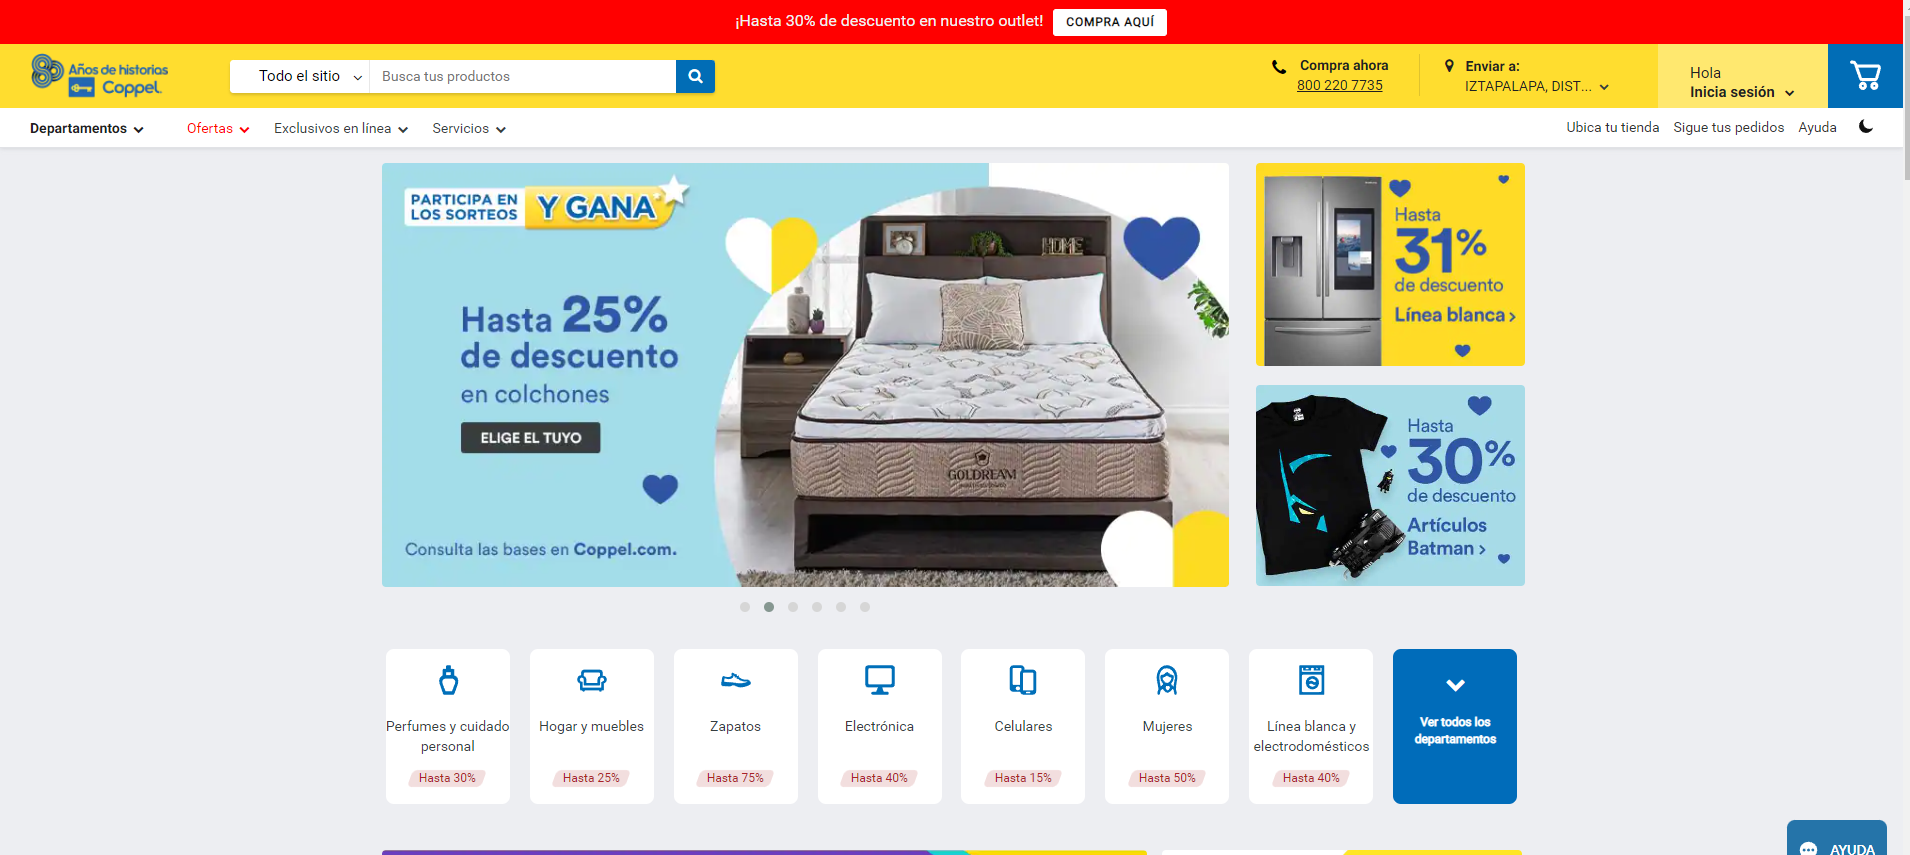 ¡Hasta 30% de descuento en nuestro outlet! COMPRA AQUÍ
80 Años de historias
Coppel.
Todo el sitio
Busca tus productos
Compra ahora
800 220 7735
Enviar a:
IZTAPALAPA, DIST...
Hola
Inicia sesión
Departamentos
Ofertas
Exclusivos en línea
Servicios
Ubica tu tienda
Sigue tus pedidos
Ayuda
PARTICIPA EN
LOS SORTEOS
Y GANA
Hasta 25%
de descuento
en colchones
ELIGE EL TUYO
Consulta las bases en Coppel.com.
HOME
GOLDREAM
Hasta
31%
de descuento
Línea blanca
Hasta
30%
de descuento
Artículos
Batman
Perfumes y cuidado
personal
Hasta 30%
Hogar y muebles
Hasta 25%
Zapatos
Hasta 75%
Electrónica
Hasta 40%
Celulares
Hasta 15%
Mujeres
Hasta 50%
Línea blanca y
electrodomésticos
Hasta 40%
Ver todos los
departamentos
AYUDA